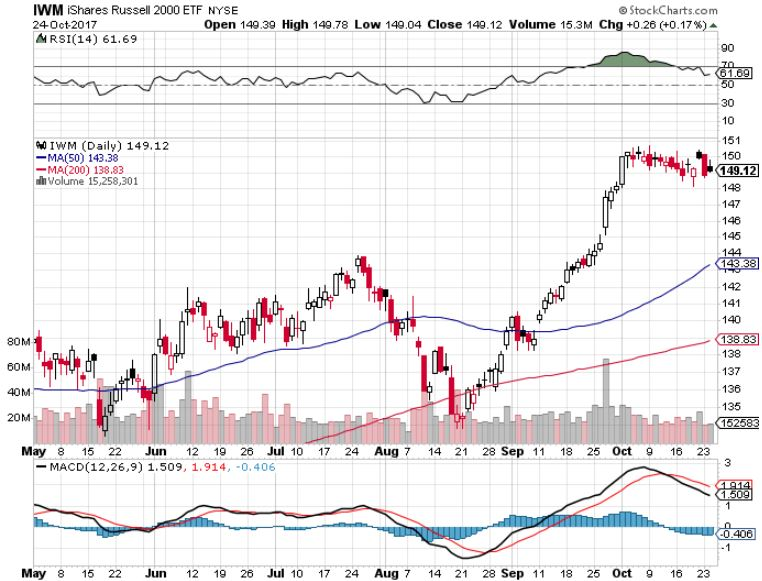 IWM iShares Russell 2000 ETF NYSE © StockCharts.com
24-Oct-2017 Open 149.39 High 149.78 Low 149.04 Close 149.12 Volume 15.3M Chg +0.26 (+0.17%)
RSI(14) 61.69
90
70
61.69
50
30
10
IWM (Daily) 149.12
MA(50) 143.38
MA(200) 138.83
Volume 15,258,301
151
150
149.12
148
147
146
145
144
143.38
142
141
140
138.83
138
137
136
135
15258301
80M
60M
40M
20M
May 8 15 22 Jun 12 19 26 Jul 10 17 24 Aug 7 14 21 28 Sep 11 18 25 Oct 9 16 23
MACD(12,26,9) 1.509, 1.914, -0.406
3
1.914
1.509
1
0
-0.406
-1
May 8 15 22 Jun 12 19 26 Jul 10 17 24 Aug 7 14 21 28 Sep 11 18 25 Oct 9 16 23